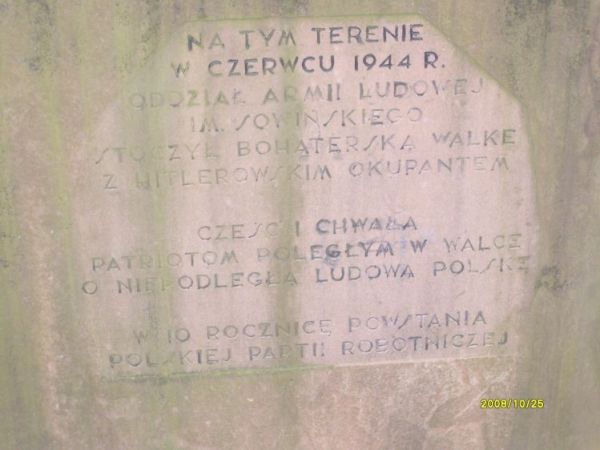 NA TYM TERENIE
W CZERWCU 1944 R.
ODDZIAŁ ARMII LUDOWEJ
IM. SOWIŃSKIEGO
STOCZYŁ BOHATERSKĄ WALKĘ
Z HITLEROWSKIM OKUPANTEM
CZEŚĆ I CHWAŁA
PATRIOTOM POLEGŁYM W WALCE
O NIEPODLEGŁĄ LUDOWĄ POLSKĘ
W 10 ROCZNICĘ POWSTANIA
POLSKIEJ PARTII ROBOTNICZEJ
2008/10/25